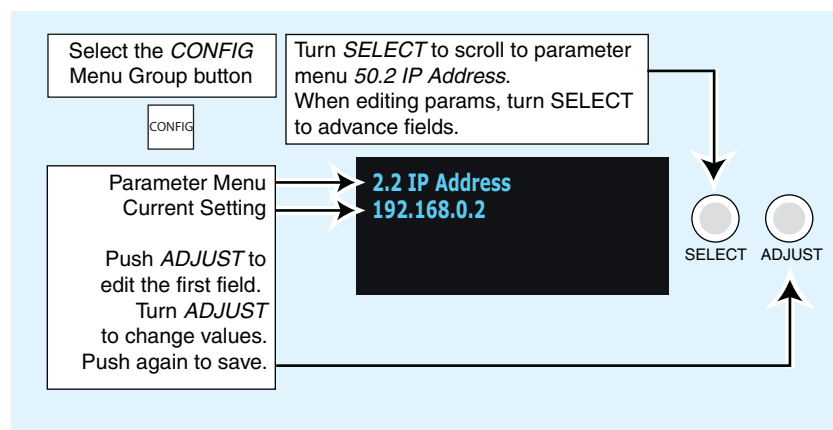 Select the CONFIG
Menu Group button
CONFIG
Turn SELECT to scroll to parameter
menu 50.2 IP Address.
When editing params, turn SELECT
to advance fields.
Parameter Menu
Current Setting
Push ADJUST to
edit the first field.
Turn ADJUST
to change values.
Push again to save.
2.2 IP Address
192.168.0.2
SELECT
ADJUST